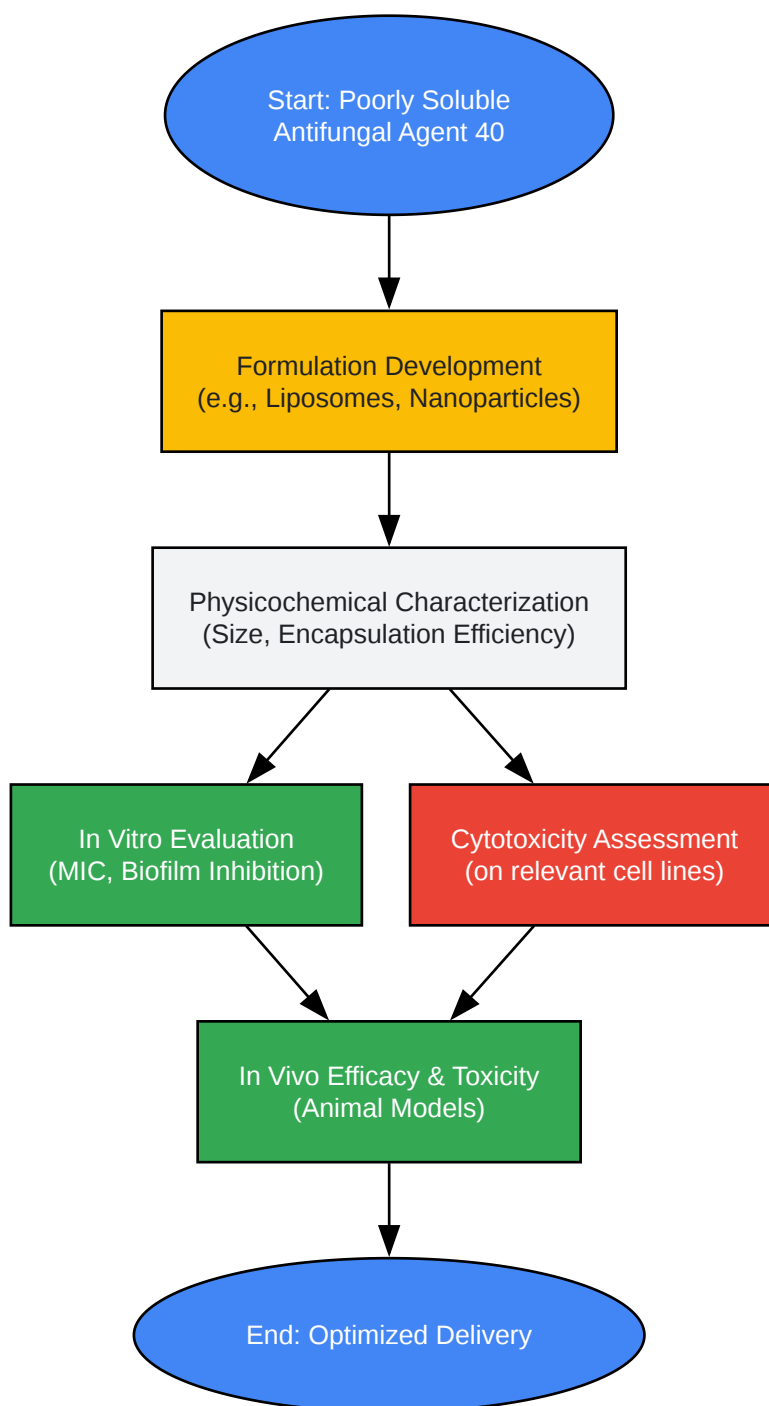 Start: Poorly Soluble
Antifungal Agent 40
Formulation Development
(e.g., Liposomes, Nanoparticles)
Physicochemical Characterization
(Size, Encapsulation Efficiency)
In Vitro Evaluation
(MIC, Biofilm Inhibition)
Cytotoxicity Assessment
(on relevant cell lines)
In Vivo Efficacy & Toxicity
(Animal Models)
End: Optimized Delivery